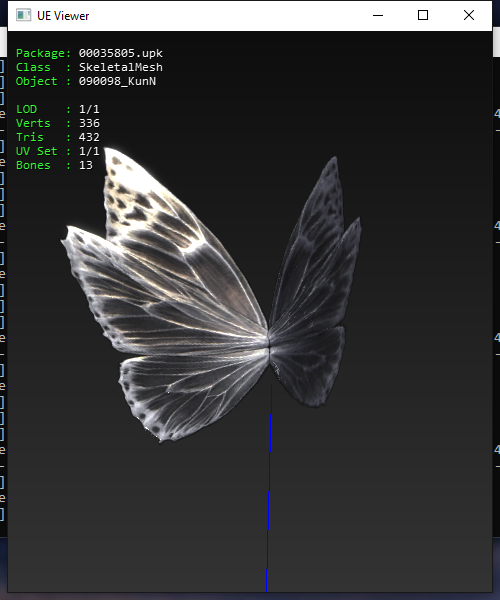 UE Viewer
Package: 00035805.upk
Class  : SkeletalMesh
Object : 090098_KunN
LOD    : 1/1
Verts  : 336
Tris   : 432
UV Set : 1/1
Bones  : 13